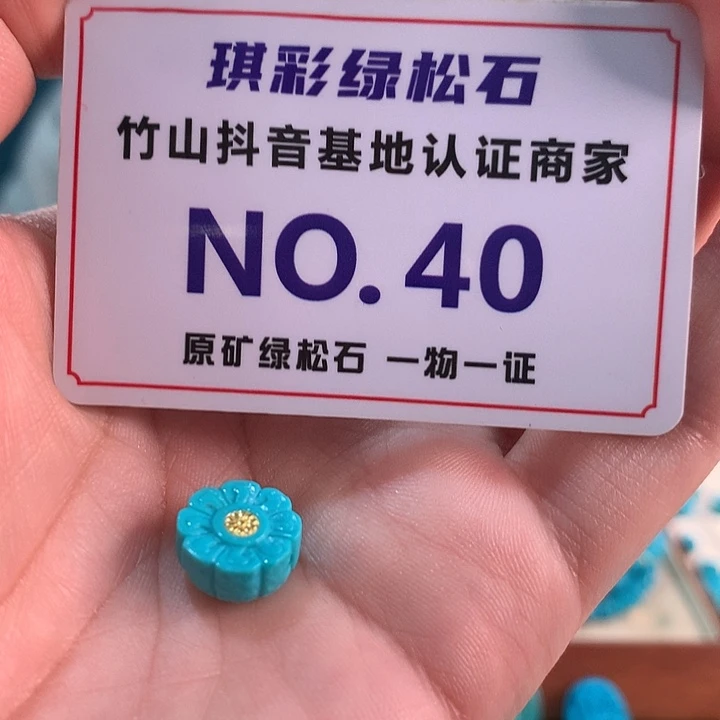 琪彩绿松石
竹山抖音基地认证商家
NO.40
原矿绿松石 一物一证